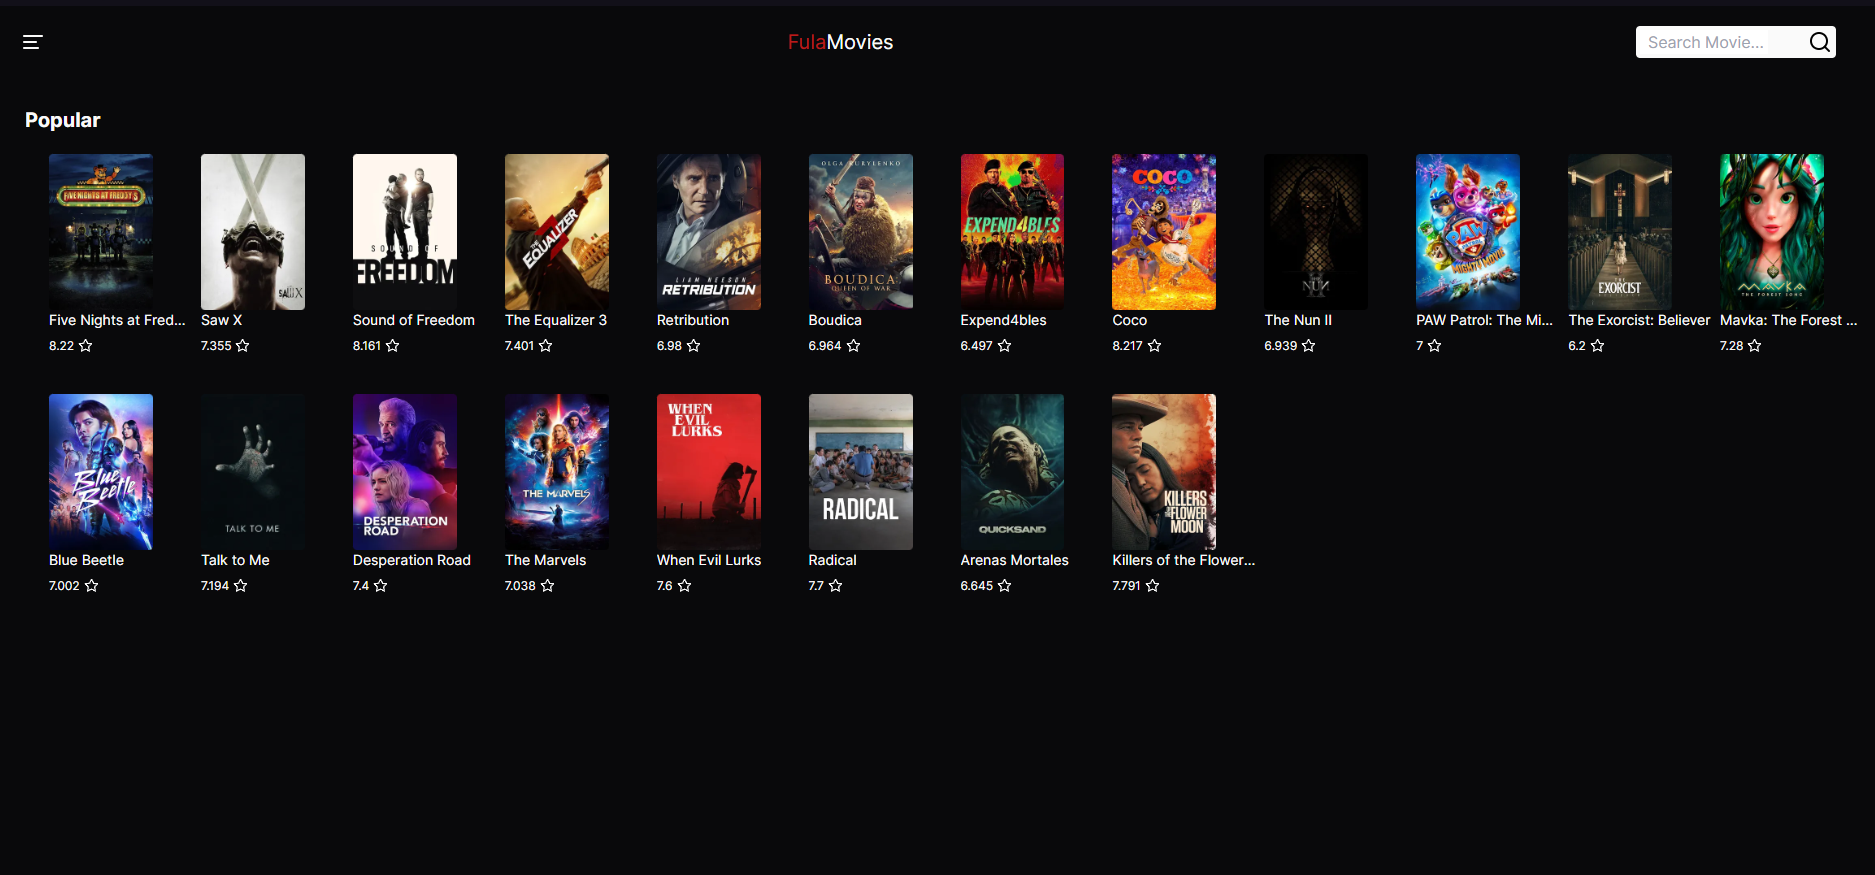 FulaMovies
Search Movie...
Popular
FIVE NIGHTS AT FREDDY'S
SAW X
SOUND OF
FREEDOM
THE
EQUALIZER
LIAM NEESON
RETRIBUTION
OLGA KURYLENKO
BOUDICA
QUEEN OF WAR
EXPEND4BLES
COCO
THE
NUN
II
PAW
PATROL
MIGHTY MOVIE
THE
EXORCIST
BELIEVER
MAVKA
THE FOREST SONG
Five Nights at Fred...
Saw X
Sound of Freedom
The Equalizer 3
Retribution
Boudica
Expend4bles
Coco
The Nun II
PAW Patrol: The Mi...
The Exorcist: Believer
Mavka: The Forest ...
8.22
7.355
8.161
7.401
6.98
6.964
6.497
8.217
6.939
7
6.2
7.28
Blue
Beetle
TALK TO ME
DESPERATION
ROAD
THE MARVELS
WHEN
EVIL
LURKS
RADICAL
QUICKSAND
KILLERS
OF THE FLOWER
MOON
Blue Beetle
Talk to Me
Desperation Road
The Marvels
When Evil Lurks
Radical
Arenas Mortales
Killers of the Flower...
7.002
7.194
7.4
7.038
7.6
7.7
6.645
7.791